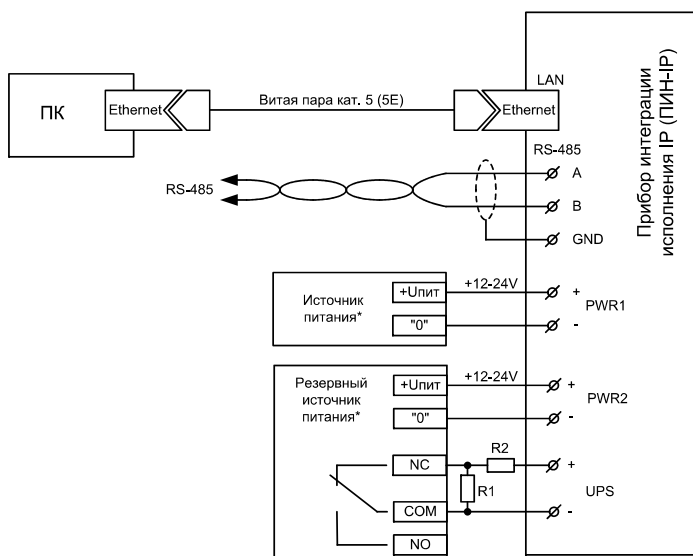 ПК
Ethernet
Витая пара кат. 5 (5E)
LAN
Ethernet
Прибор интеграции
исполнения IP (ПИН-IP)
RS-485
RS-485
A
B
GND
Источник
питания*
+Uпит
"0"
+12-24V
+
-
PWR1
Резервный
источник
питания*
+Uпит
"0"
+12-24V
+
-
PWR2
NC
COM
NO
R2
R1
+
-
UPS